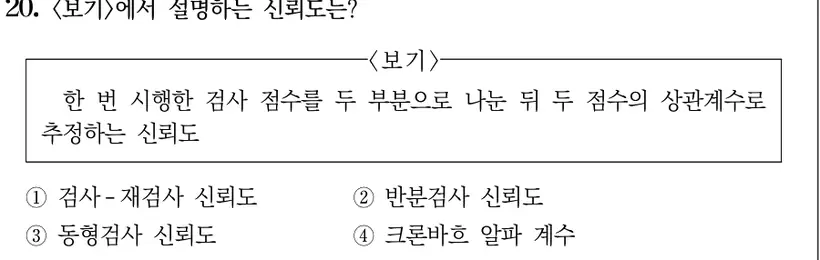 20. 〈보기〉에서 설명하는 신뢰도는?
〈보기〉
한 번 시행한 검사 점수를 두 부분으로 나눈 뒤 두 점수의 상관계수로
추정하는 신뢰도
① 검사-재검사 신뢰도 ② 반분검사 신뢰도
③ 동형검사 신뢰도 ④ 크론바흐 알파 계수